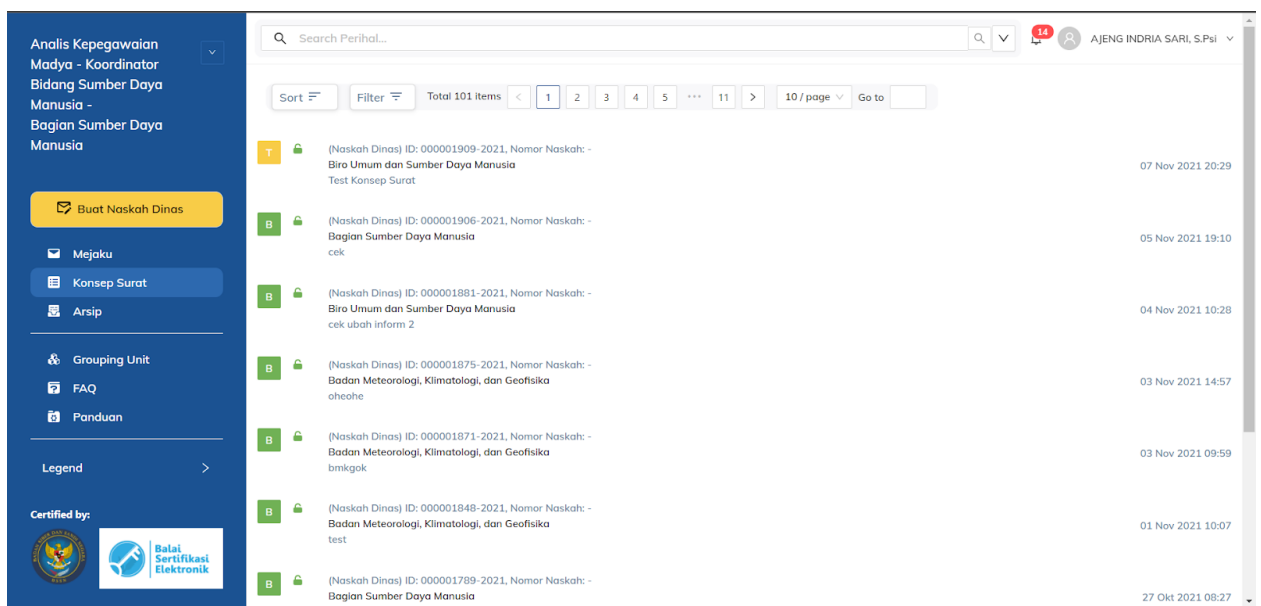 Analis Kepegawaian
Madya - Koordinator
Bidang Sumber Daya
Manusia -
Bagian Sumber Daya
Manusia
Buat Naskah Dinas
Mejaku
Konsep Surat
Arsip
Grouping Unit
FAQ
Panduan
Legend
Certified by:
Balai
Sertifikasi
Elektronik
Search Perihal...
14
AJENG INDRIA SARI, S.Psi
Sort
Filter
Total 101 items
1 2 3 4 5 ••• 11
10 / page
Go to
T
(Naskah Dinas) ID: 000001909-2021, Nomor Naskah: -
Biro Umum dan Sumber Daya Manusia
Test Konsep Surat
07 Nov 2021 20:29
B
(Naskah Dinas) ID: 000001906-2021, Nomor Naskah: -
Bagian Sumber Daya Manusia
cek
05 Nov 2021 19:10
B
(Naskah Dinas) ID: 000001881-2021, Nomor Naskah: -
Biro Umum dan Sumber Daya Manusia
cek ubah inform 2
04 Nov 2021 10:28
B
(Naskah Dinas) ID: 000001875-2021, Nomor Naskah: -
Badan Meteorologi, Klimatologi, dan Geofisika
oheohe
03 Nov 2021 14:57
B
(Naskah Dinas) ID: 000001871-2021, Nomor Naskah: -
Badan Meteorologi, Klimatologi, dan Geofisika
bmkgok
03 Nov 2021 09:59
B
(Naskah Dinas) ID: 000001848-2021, Nomor Naskah: -
Badan Meteorologi, Klimatologi, dan Geofisika
test
01 Nov 2021 10:07
B
(Naskah Dinas) ID: 000001789-2021, Nomor Naskah: -
Bagian Sumber Daya Manusia
27 Okt 2021 08:27